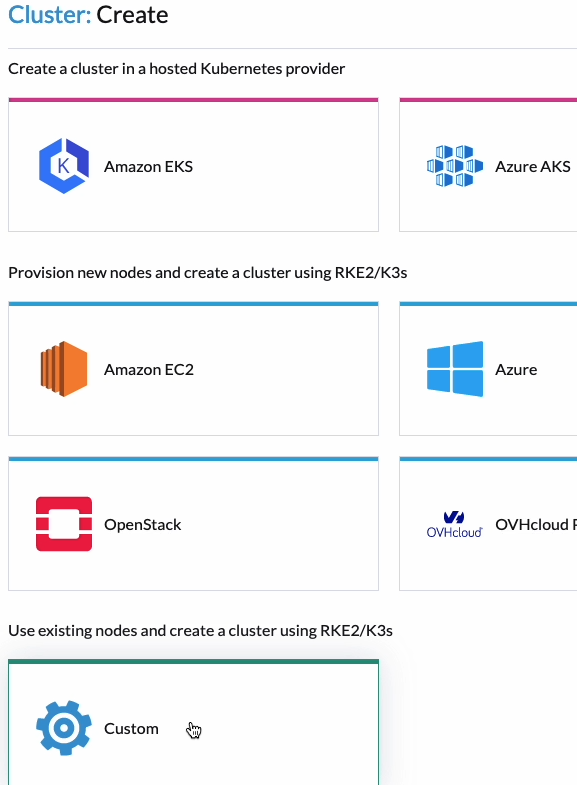 Cluster: Create
Create a cluster in a hosted Kubernetes provider
K
Amazon EKS
Azure AKS
Provision new nodes and create a cluster using RKE2/K3s
Amazon EC2
Azure
OpenStack
OVHcloud
OVHcloud
Use existing nodes and create a cluster using RKE2/K3s
Custom